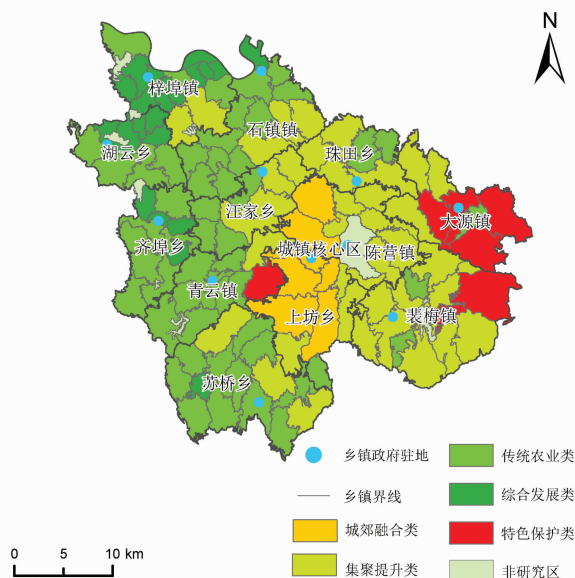 N
梓埠镇
石镇镇
湖云乡
珠田乡
汪家乡
大源镇
齐埠乡
城镇核心区
陈营镇
青云镇
上坊乡
裴梅镇
苏桥乡
乡镇政府驻地
传统农业类
乡镇界线
综合发展类
城郊融合类
特色保护类
集聚提升类
非研究区
0 5 10 km